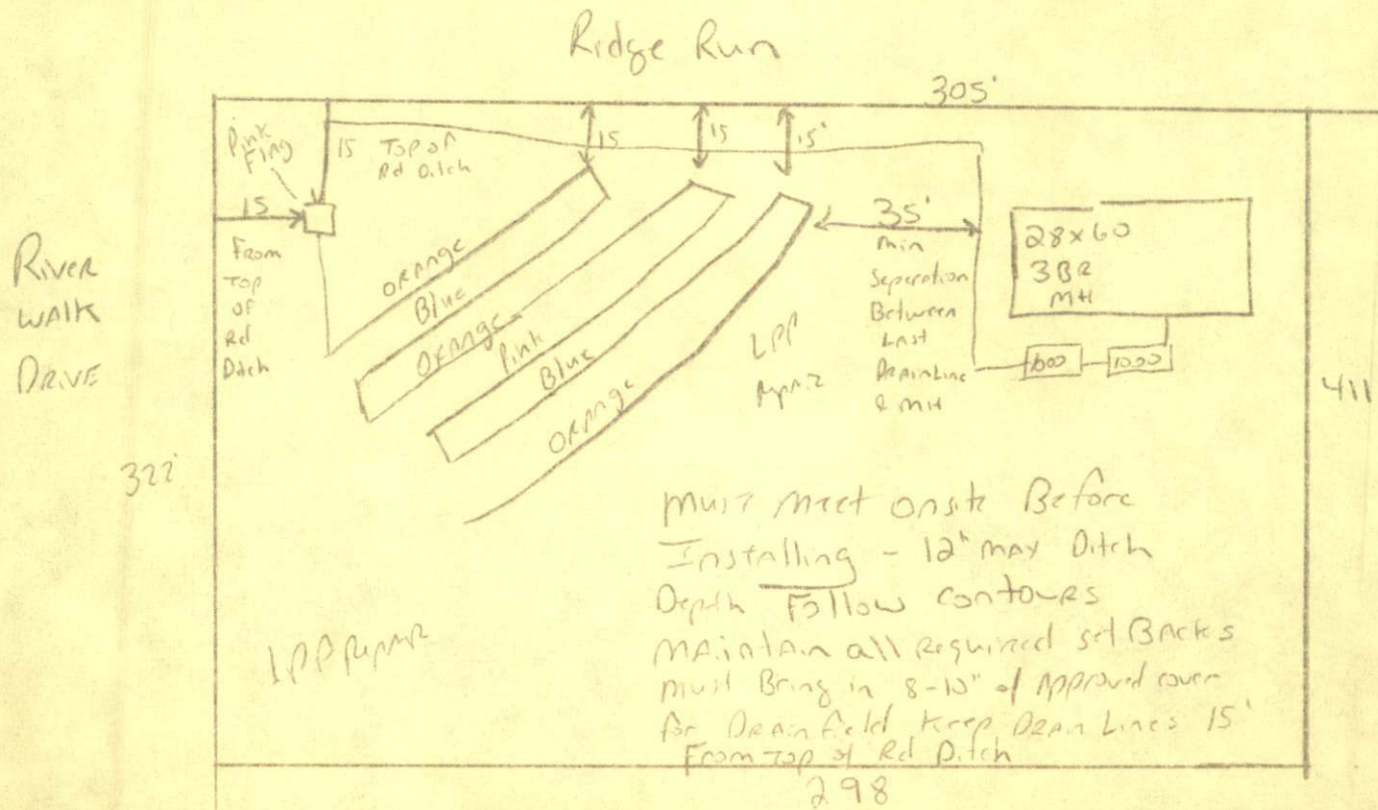 Ridge Run
305'
Pink
Flag
15 Top of
Rd Ditch
15
15
15'
15
From
Top
of
Rd
Ditch
River
WALK
DRIVE
322'
ORANGE
Blue
ORANGE
Pink
Blue
ORANGE
LPP
35'
min
Seperation
Between
Last
DrainLine
& MH
28x60
3BR
MH
1000
1000
411
LPP Repair
Must meet onsite Before
Installing - 12" max Ditch
Depth Follow contours
MAintain all Required set Backs
must Bring in 8-10" of Approved cover
for Drainfield Keep Drain Lines 15'
From top of Rd Ditch
298